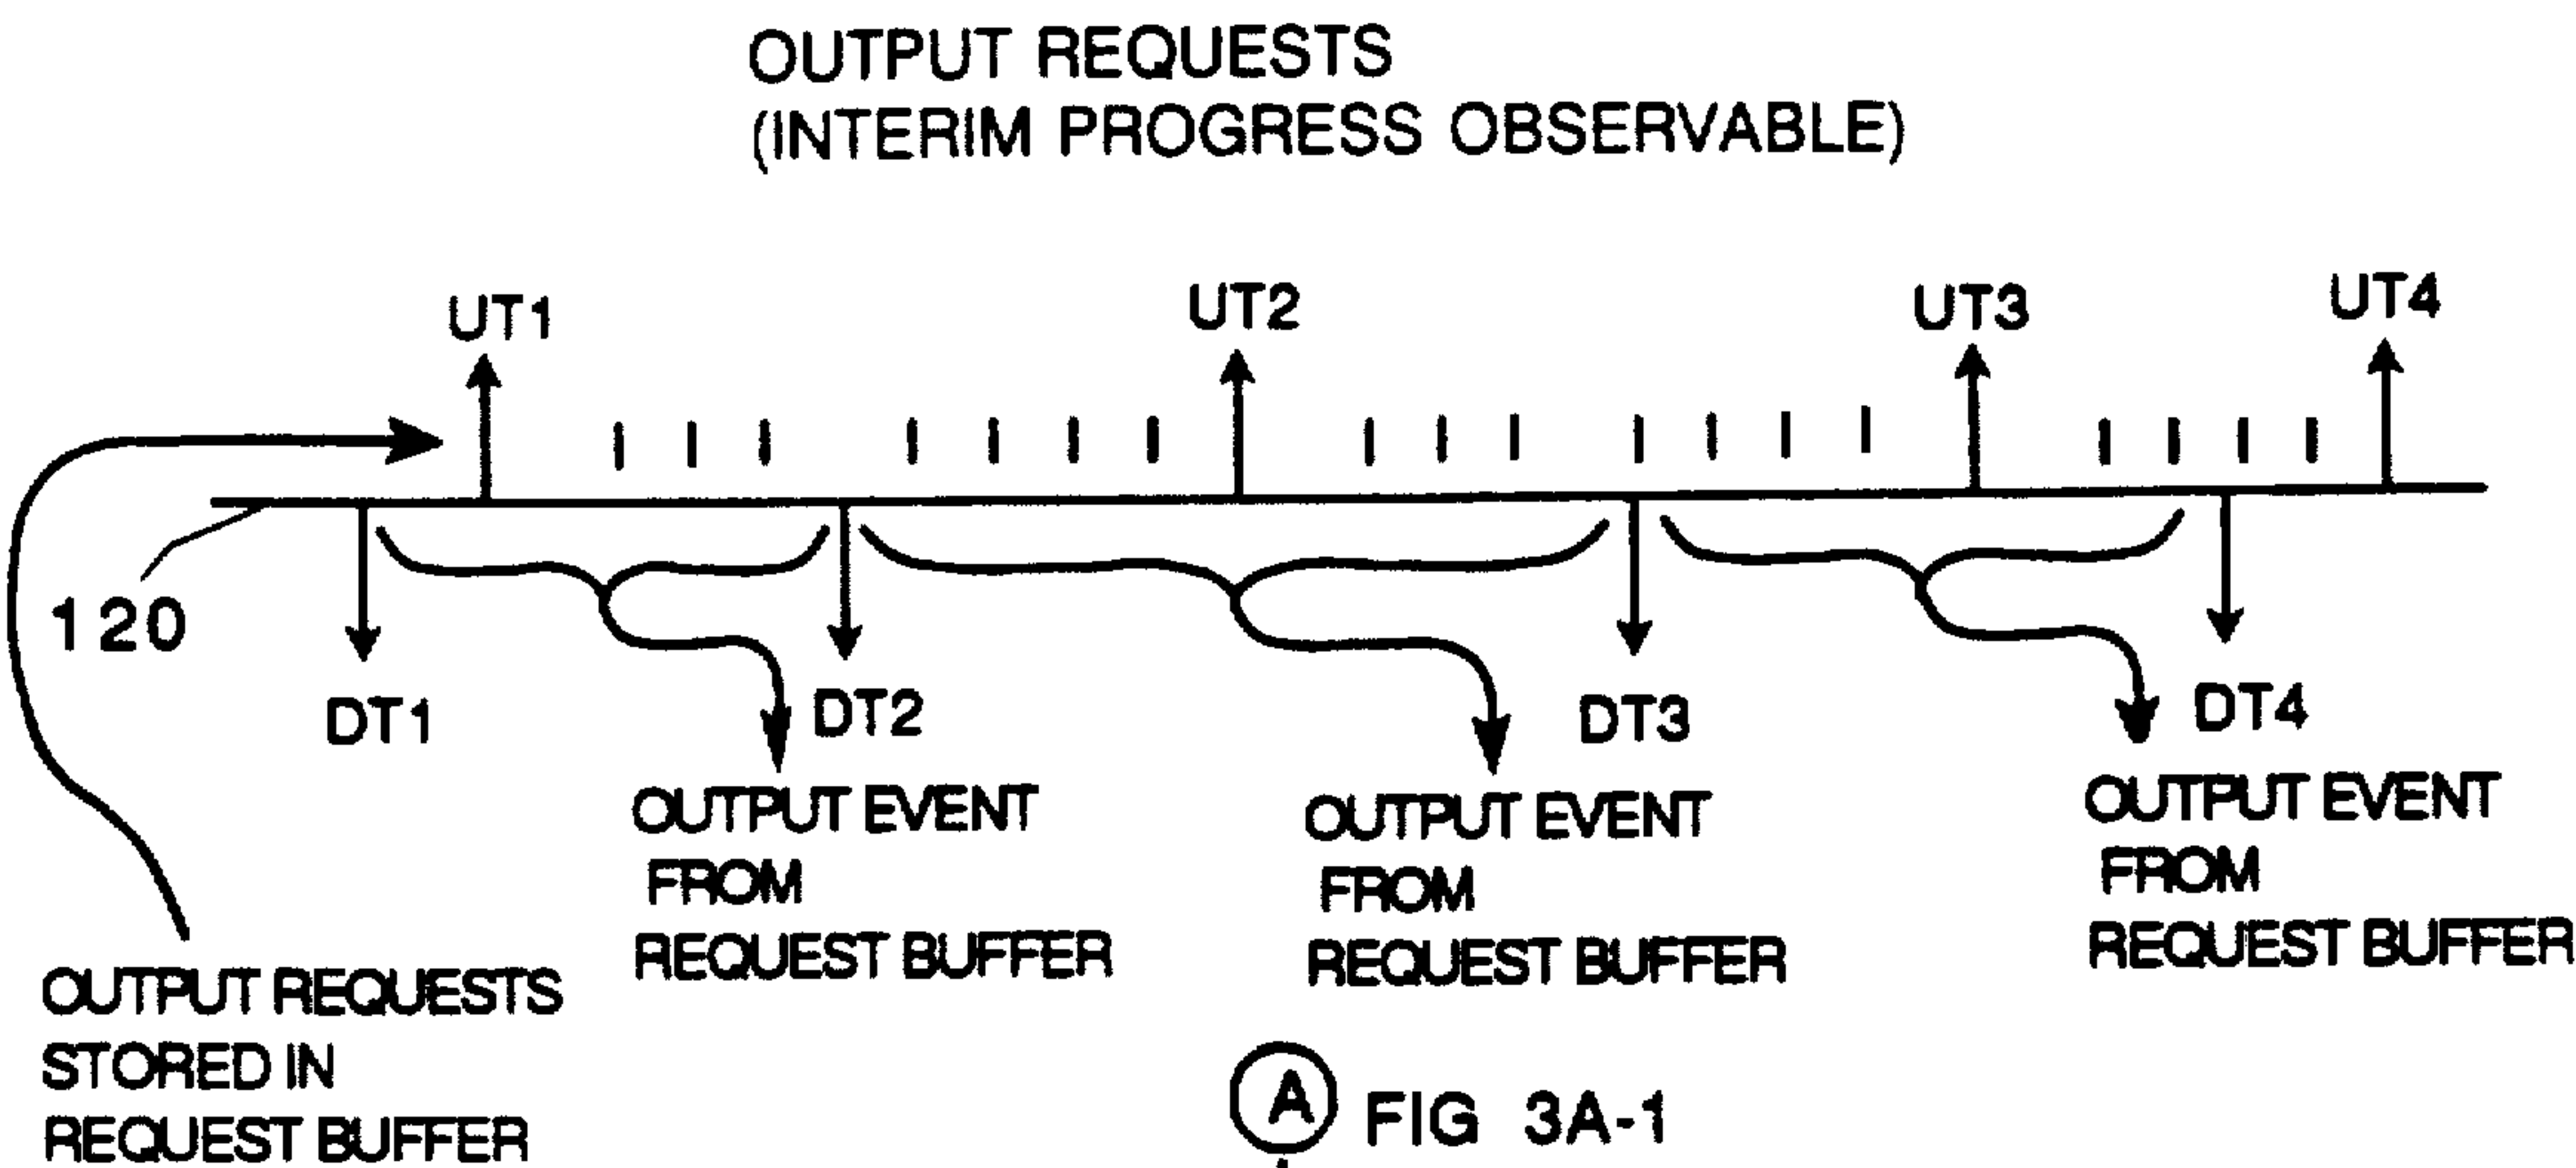 OUTPUT REQUESTS
(INTERIM PROGRESS OBSERVABLE)
UT1
UT2
UT3
UT4
120
DT1
DT2
DT3
DT4
OUTPUT EVENT
FROM
REQUEST BUFFER
OUTPUT EVENT
FROM
REQUEST BUFFER
OUTPUT EVENT
FROM
REQUEST BUFFER
OUTPUT REQUESTS
STORED IN
REQUEST BUFFER
A FIG 3A-1